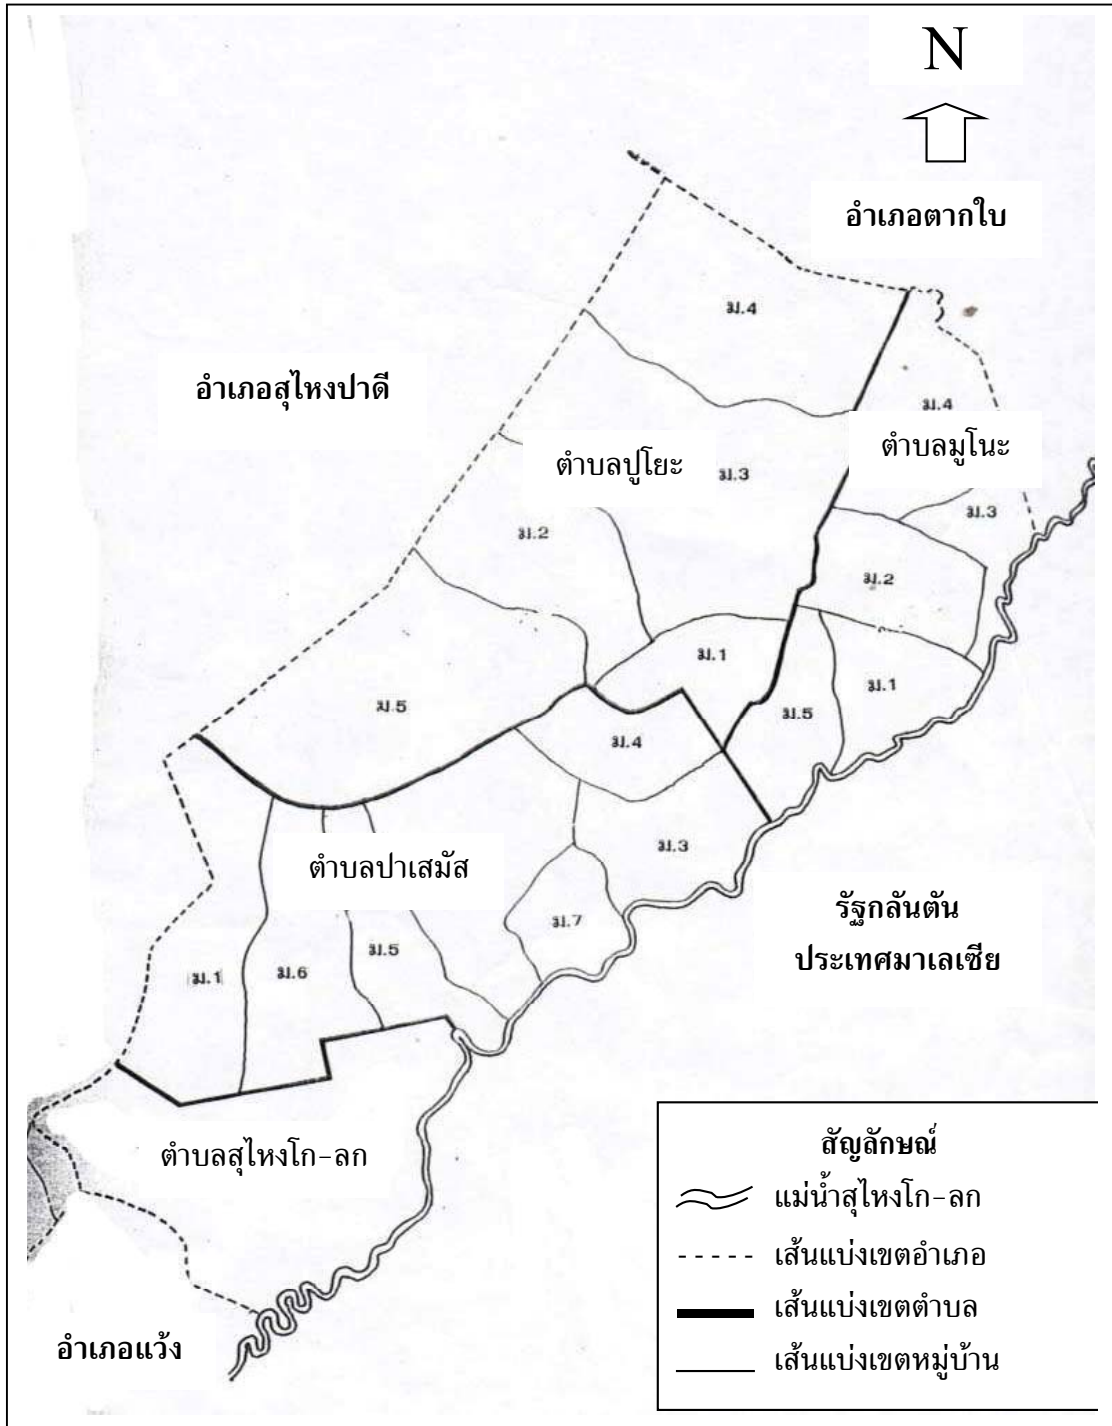 N
อำเภอตากใบ
ม.4
อำเภอสุไหงปาดี
ม.4
ตำบลมูโนะ
ตำบลปูโยะ
ม.3
ม.3
ม.2
ม.2
ม.1
ม.1
ม.5
ม.5
ม.4
ม.3
ตำบลปาเสมัส
รัฐกลันตัน
ประเทศมาเลเซีย
ม.7
ม.5
ม.6
ม.1
ตำบลสุไหงโก-ลก
อำเภอแว้ง
สัญลักษณ์
แม่น้ำสุไหงโก-ลก
เส้นแบ่งเขตอำเภอ
เส้นแบ่งเขตตำบล
เส้นแบ่งเขตหมู่บ้าน